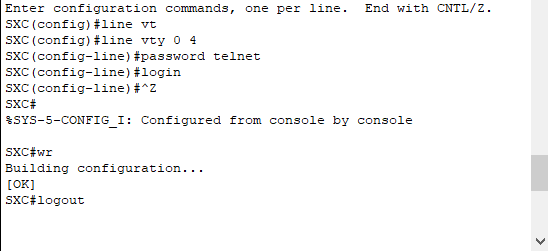 Enter configuration commands, one per line.  End with CNTL/Z.
SXC(config)#line vt
SXC(config)#line vty 0 4
SXC(config-line)#password telnet
SXC(config-line)#login
SXC(config-line)#^Z
SXC#
%SYS-5-CONFIG_I: Configured from console by console
SXC#wr
Building configuration...
[OK]
SXC#logout